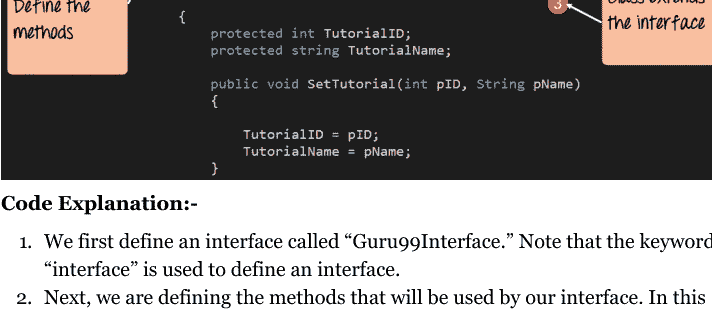 Define the
methods
{
protected int TutorialID;
protected string TutorialName;
public void SetTutorial(int pID, String pName)
{
TutorialID = pID;
TutorialName = pName;
}
3
Class extends
the interface
Code Explanation:-
1. We first define an interface called “Guru99Interface.” Note that the keyword
“interface” is used to define an interface.
2. Next, we are defining the methods that will be used by our interface. In this